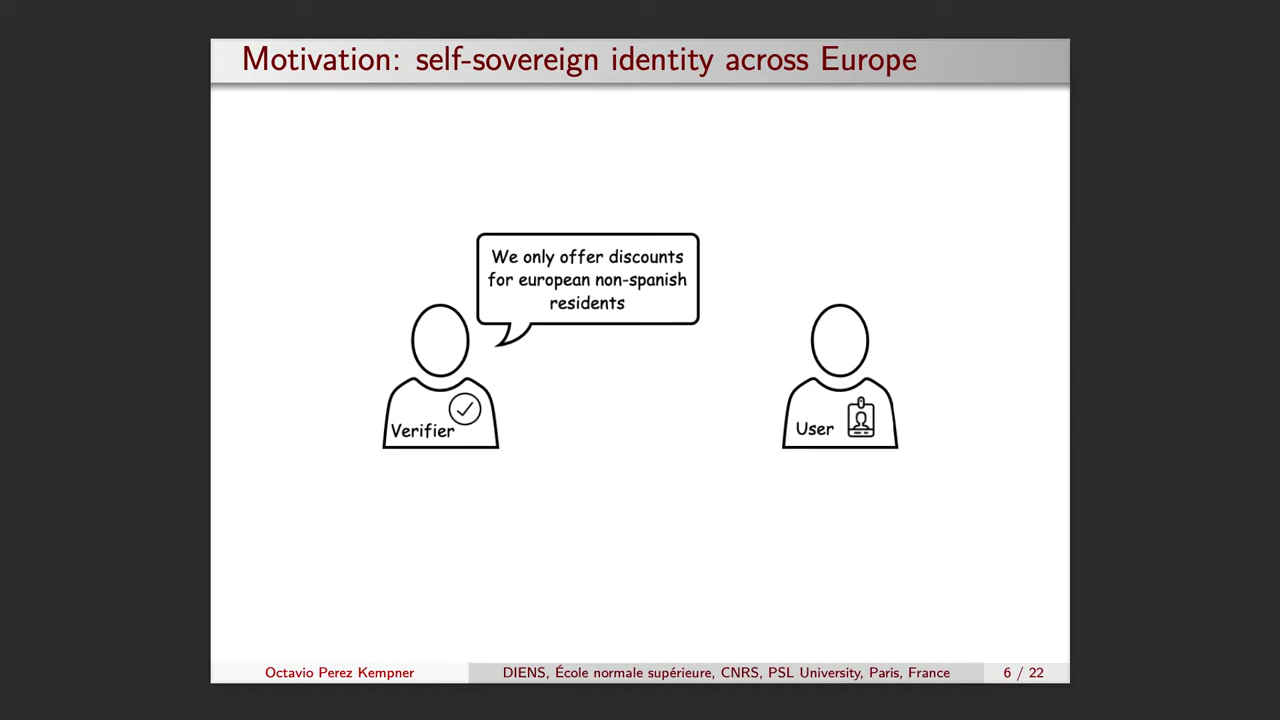 Motivation: self-sovereign identity across Europe
We only offer discounts
for european non-spanish
residents
Verifier
User
Octavio Perez Kempner
DIENS, École normale supérieure, CNRS, PSL University, Paris, France
6 / 22